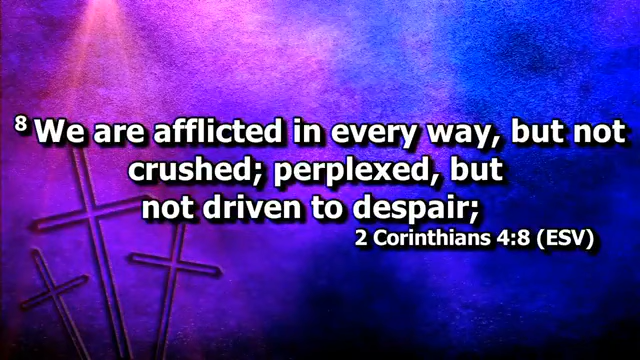 8 We are afflicted in every way, but not
crushed; perplexed, but
not driven to despair;
2 Corinthians 4:8 (ESV)